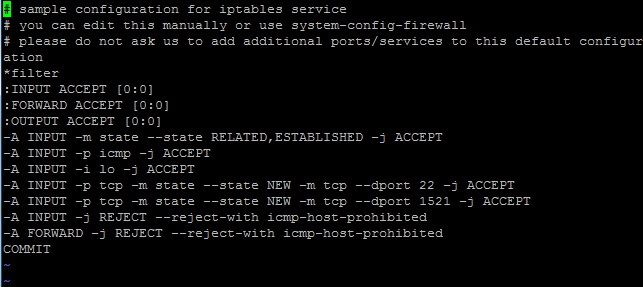 # sample configuration for iptables service
# you can edit this manually or use system-config-firewall
# please do not ask us to add additional ports/services to this default configur
ation
*filter
:INPUT ACCEPT [0:0]
:FORWARD ACCEPT [0:0]
:OUTPUT ACCEPT [0:0]
-A INPUT -m state --state RELATED,ESTABLISHED -j ACCEPT
-A INPUT -p icmp -j ACCEPT
-A INPUT -i lo -j ACCEPT
-A INPUT -p tcp -m state --state NEW -m tcp --dport 22 -j ACCEPT
-A INPUT -p tcp -m state --state NEW -m tcp --dport 1521 -j ACCEPT
-A INPUT -j REJECT --reject-with icmp-host-prohibited
-A FORWARD -j REJECT --reject-with icmp-host-prohibited
COMMIT
~
~